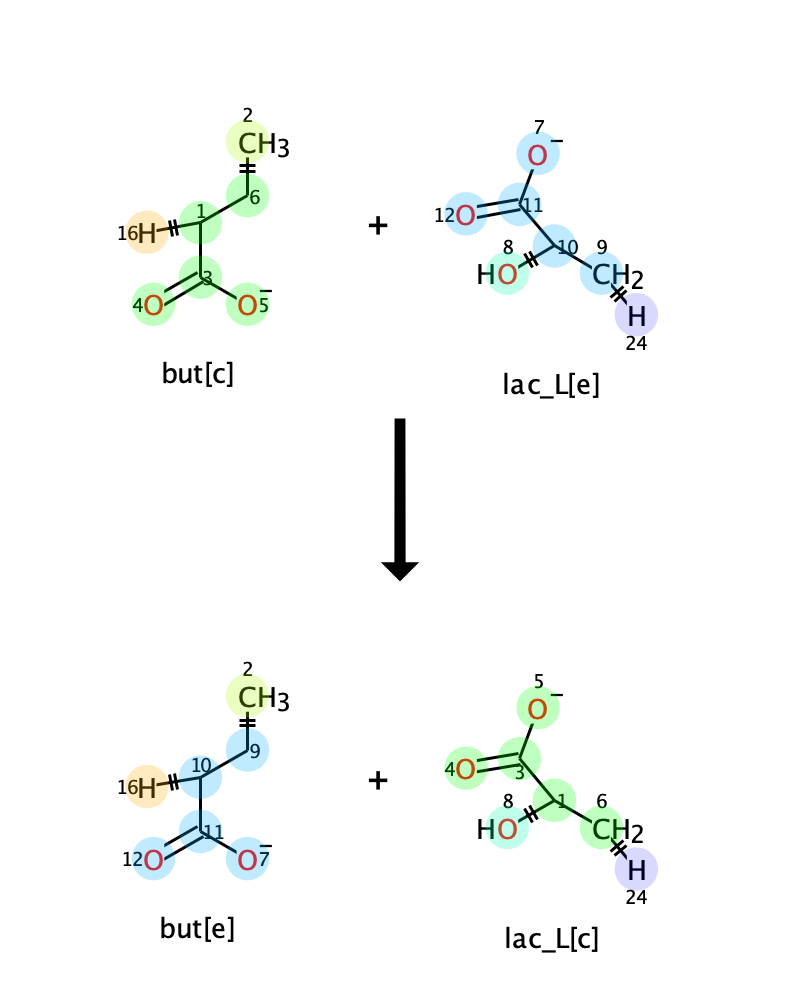 2
CH3
6
1
16H
3
4O
O5−
but[c]
+
7
O−
12O
11
8
10
9
HO
CH2
H
24
lac_L[e]
2
CH3
10
9
16H
11
12O
O7−
but[e]
+
5
O−
4O
3
8
1
6
HO
CH2
H
24
lac_L[c]